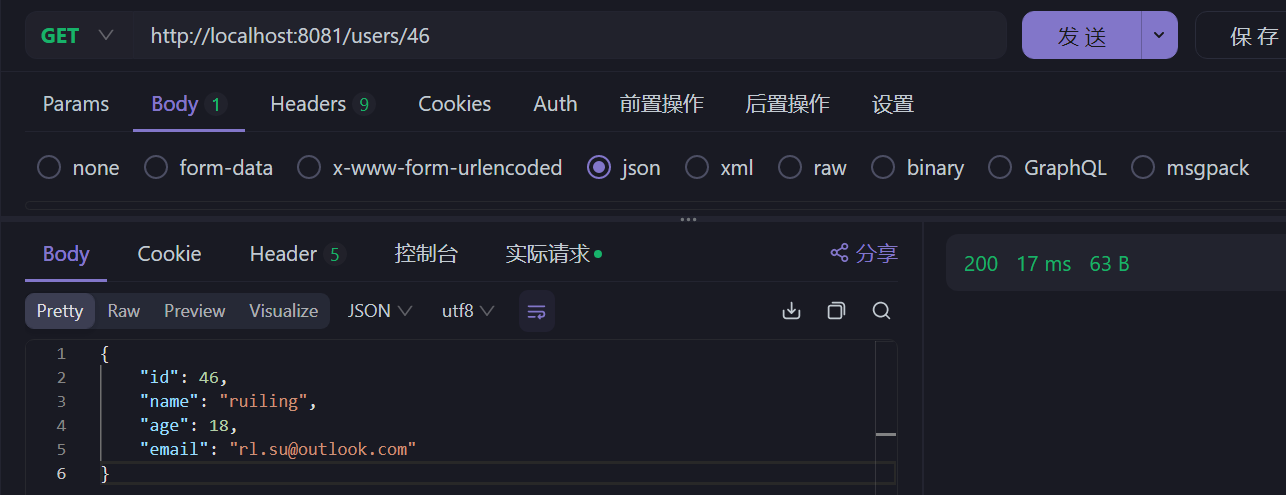 GET http://localhost:8081/users/46 发 送 保 存
Params Body 1 Headers 9 Cookies Auth 前置操作 后置操作 设置
none form-data x-www-form-urlencoded json xml raw binary GraphQL msgpack
Body Cookie Header 5 控制台 实际请求 分享
200 17 ms 63 B
Pretty Raw Preview Visualize JSON utf8
1 {
2 "id": 46,
3 "name": "ruiling",
4 "age": 18,
5 "email": "rl.su@outlook.com"
6 }